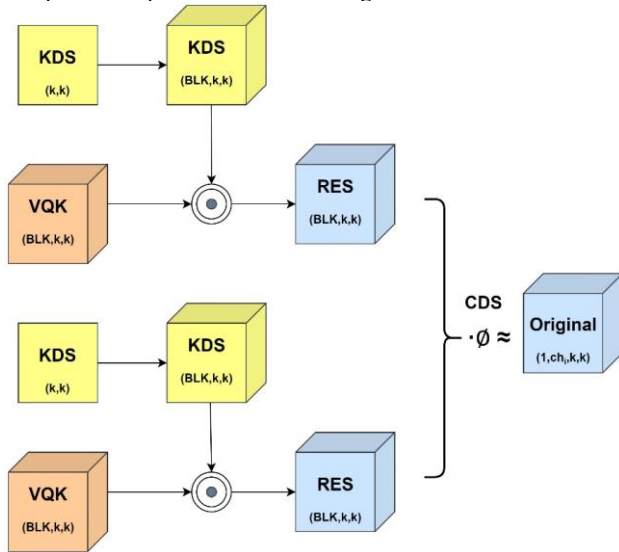 KDS
(k,k)
KDS
(BLK,k,k)
VQK
(BLK,k,k)
RES
(BLK,k,k)
CDS
·Ø ≈
Original
(1,chᵢ,k,k)
KDS
(k,k)
KDS
(BLK,k,k)
VQK
(BLK,k,k)
RES
(BLK,k,k)